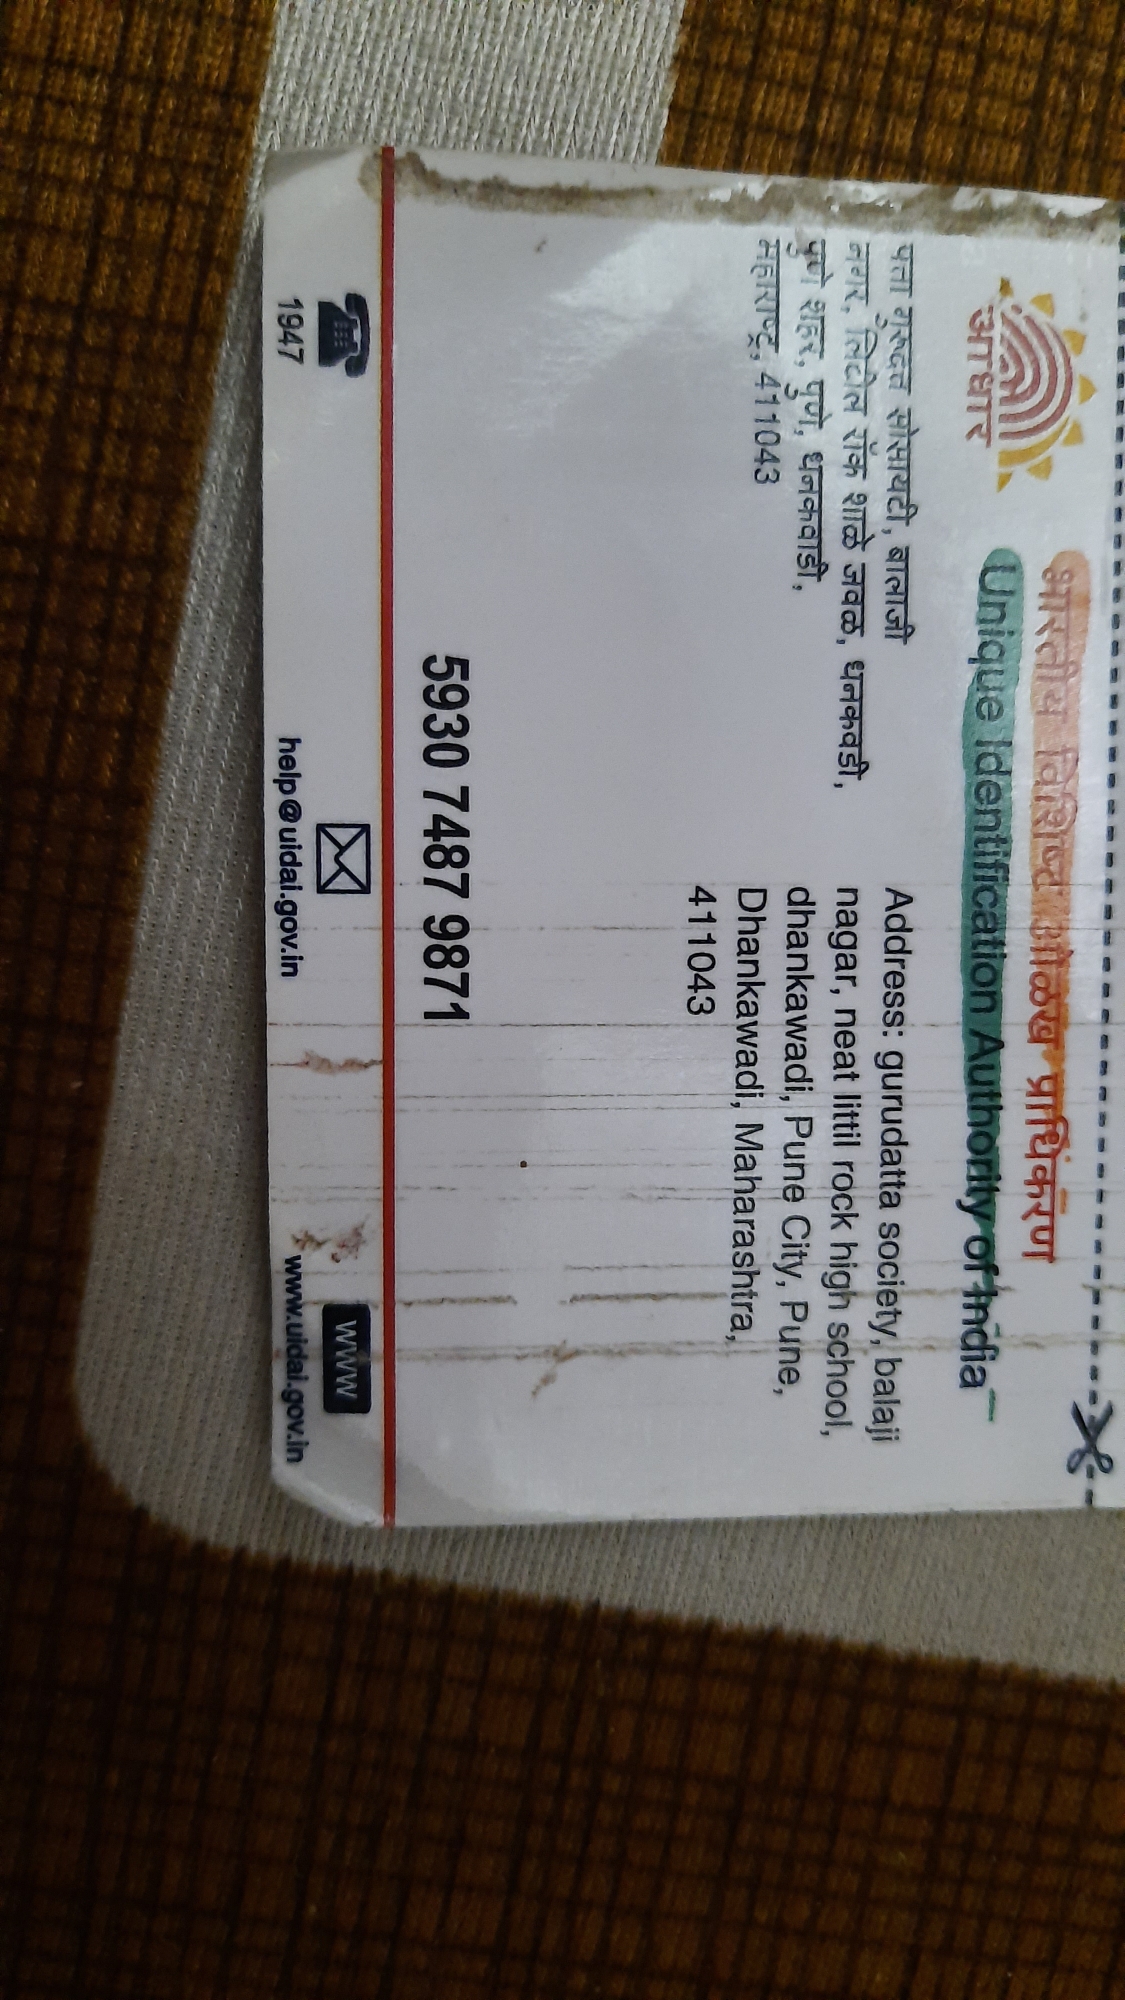 आधार
भारतीय विशिष्ट ओळख प्राधिकरण
Unique Identification Authority of India
पत्ता गुरुदत्त सोसायटी, बालाजी
नगर, लिटील रॉक शाळे जवळ, धनकवडी,
पुणे शहर, पुणे, धनकवाडी,
महाराष्ट्र, 411043
Address: gurudatta society, balaji
nagar, neat littil rock high school,
dhankawadi, Pune City, Pune,
Dhankawadi, Maharashtra,
411043
5930 7487 9871
1947
help@uidai.gov.in
WWW
www.uidai.gov.in